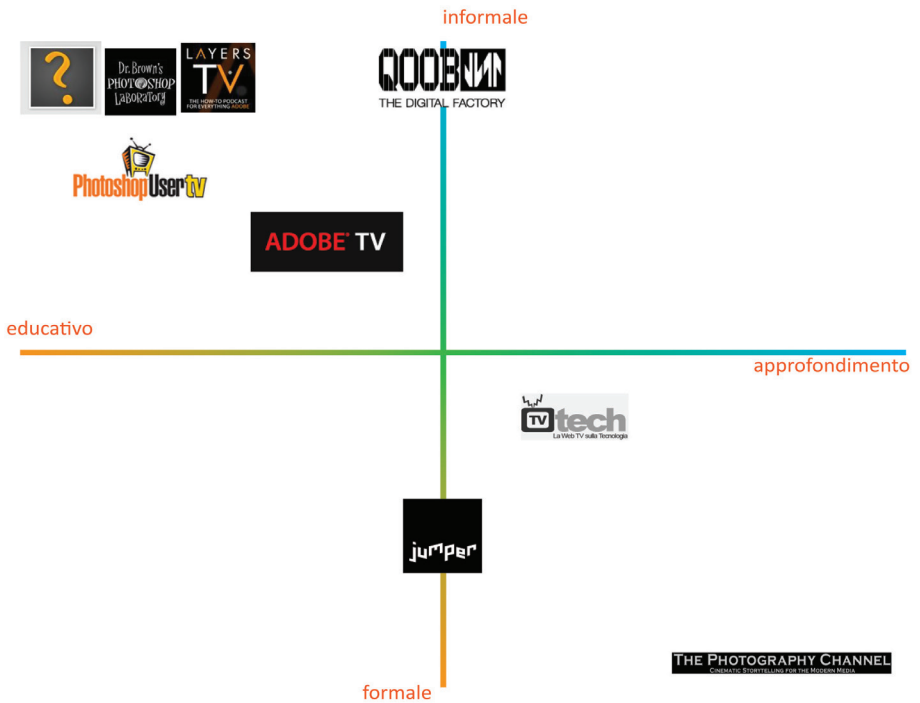 informale
?
Dr. Brown's
PHOTOSHOP
LABORATORY
LAYERS
TV
THE HOW-TO PODCAST
FOR EVERYTHING ADOBE
QOOB
THE DIGITAL FACTORY
PhotoshopUsertv
ADOBE® TV
educativo
approfondimento
TV tech
La Web TV sulla Tecnologia
jumper
THE PHOTOGRAPHY CHANNEL
CINEMATIC STORYTELLING FOR THE MODERN MEDIA
formale